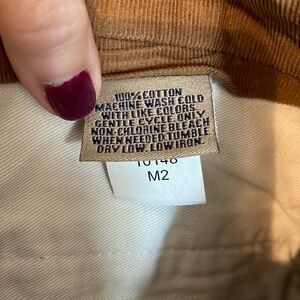 100% COTTON
MACHINE WASH COLD
WITH LIKE COLORS.
GENTLE CYCLE. ONLY
NON-CHLORINE BLEACH
WHEN NEEDED. TUMBLE
DRY LOW. LOW IRON.
10148
M2